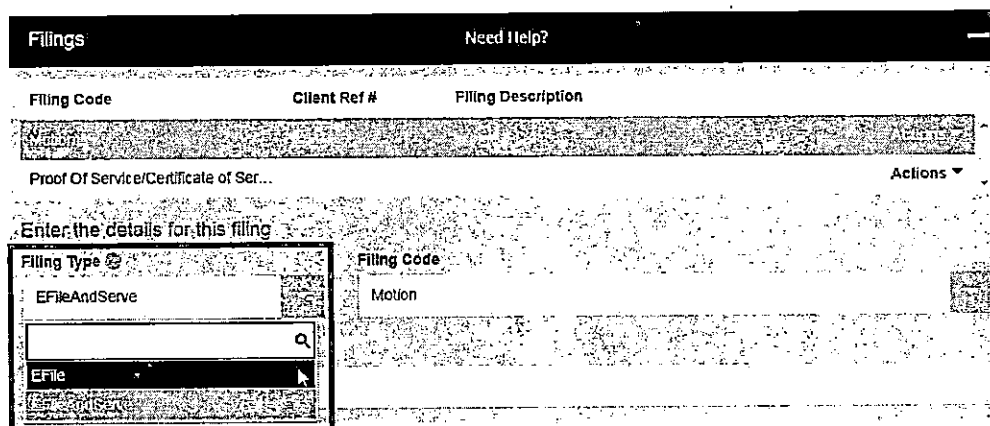 Filings Need Help?
Filing Code Client Ref # Filing Description
Proof Of Service/Certificate of Ser... Actions
Enter the details for this filing
Filing Type Filing Code
EFileAndServe Motion
EFile